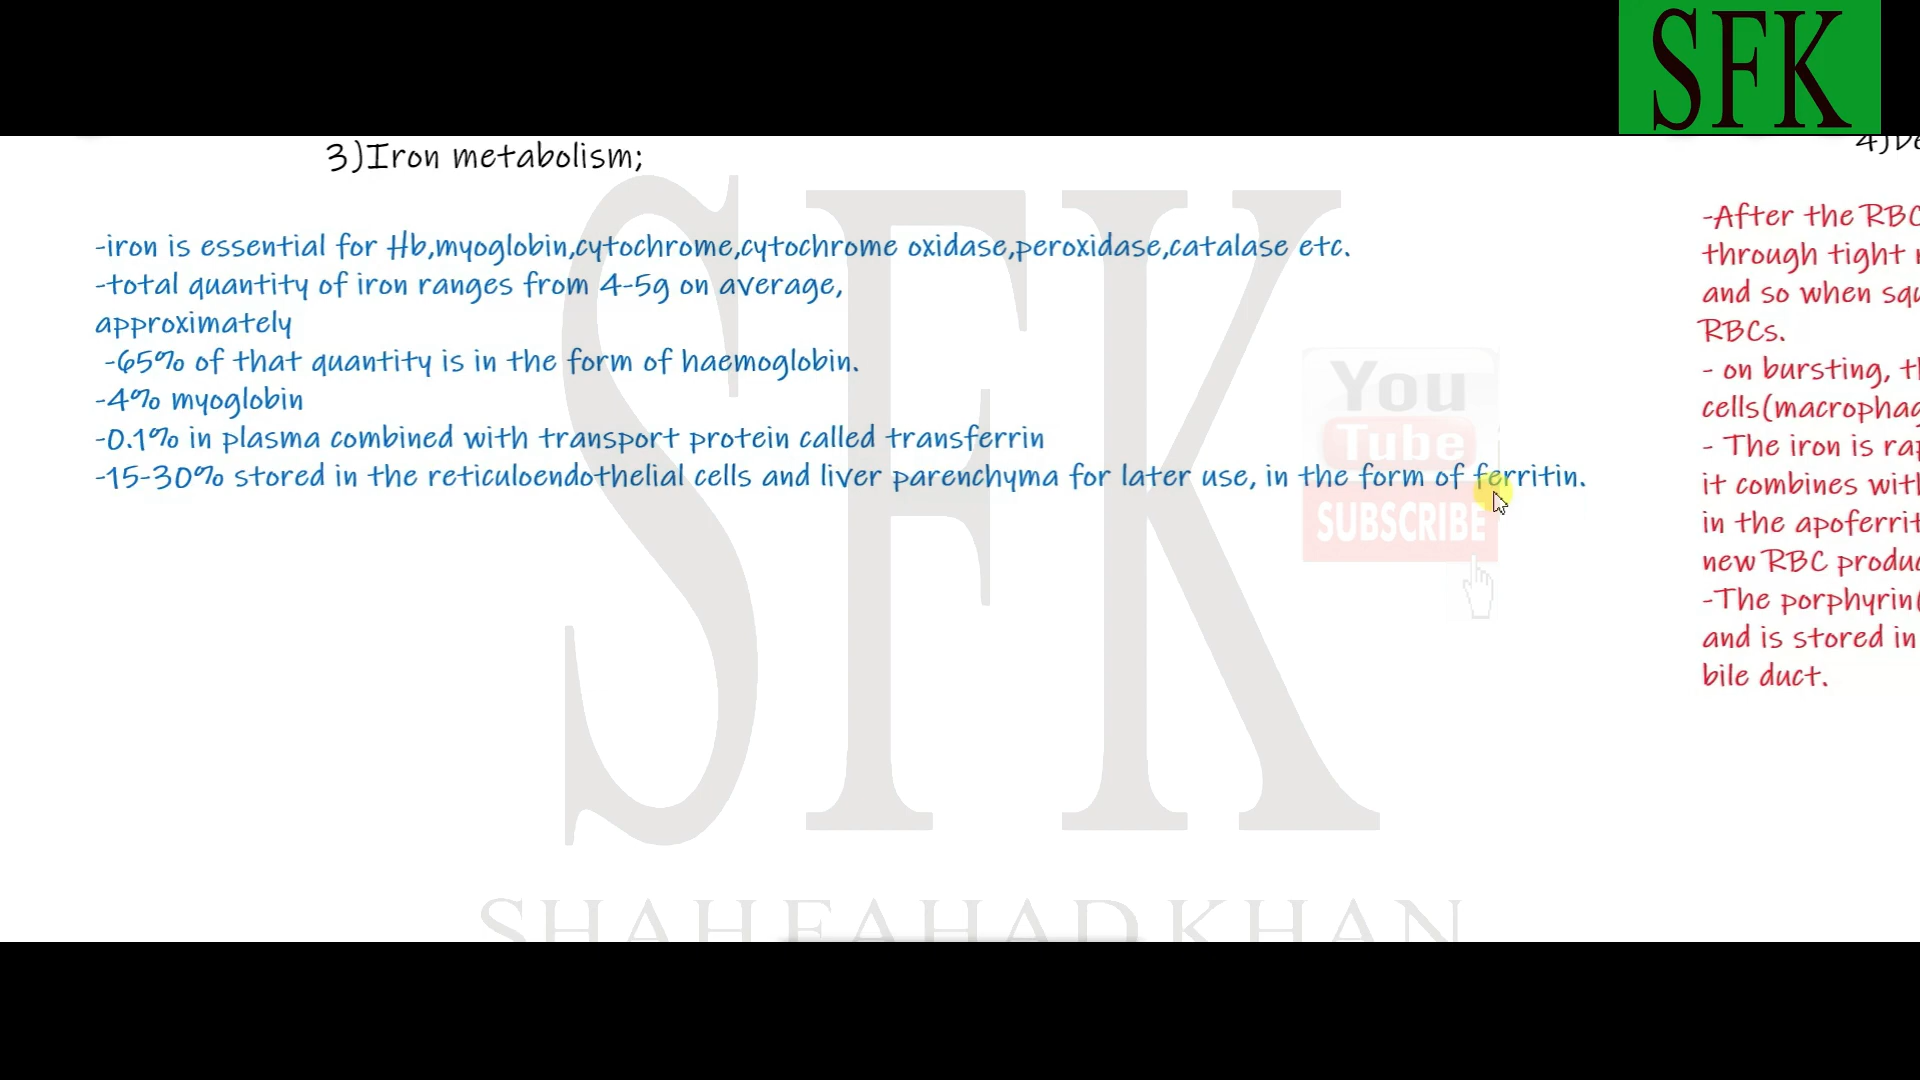 SFK
3)Iron metabolism;
-iron is essential for Hb,myoglobin,cytochrome,cytochrome oxidase,peroxidase,catalase etc.
-total quantity of iron ranges from 4-5g on average,
approximately
-65% of that quantity is in the form of haemoglobin.
-4% myoglobin
-0.1% in plasma combined with transport protein called transferrin
-15-30% stored in the reticuloendothelial cells and liver parenchyma for later use, in the form of ferritin.
You
Tube
SUBSCRIBE
SFK
SHAH FAHAD KHAN
4)
-After the RBC
through tight
and so when
RBCs.
- on bursting,
- The iron is
it combines
in the
new RBC
-The
and is stored in
bile duct.